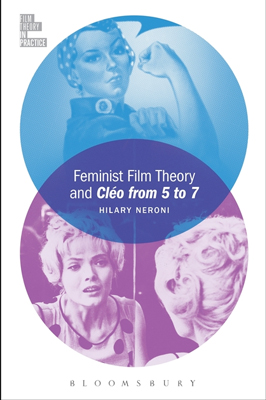 FILM
THEORY
IN
PRACTICE
Feminist Film Theory
and Cléo from 5 to 7
HILARY NERONI
BLOOMSBURY